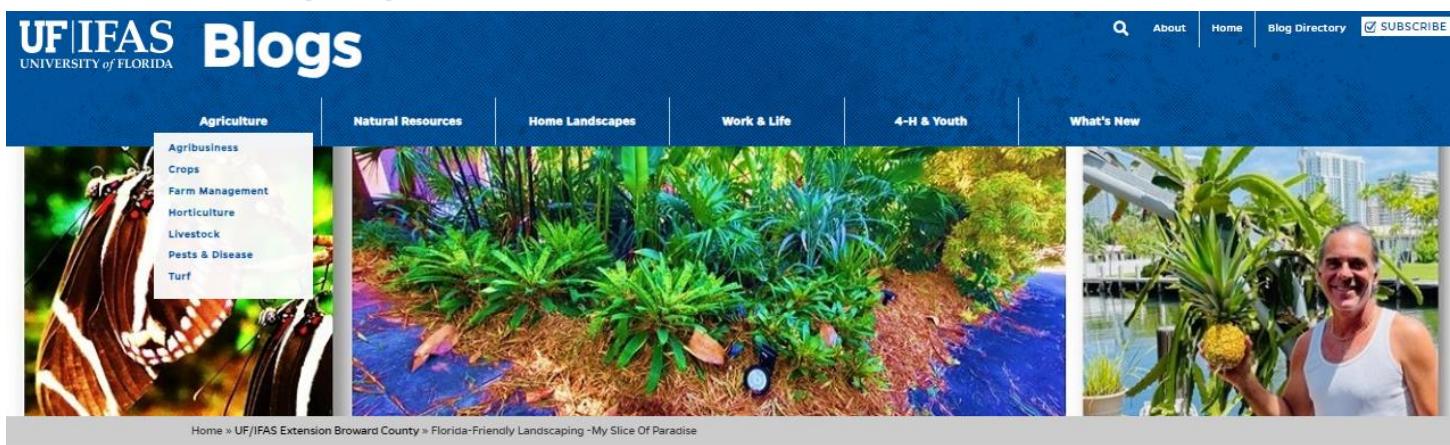 UF|IFAS Blogs
UNIVERSITY of FLORIDA
About Home Blog Directory SUBSCRIBE
Agriculture Natural Resources Home Landscapes Work & Life 4-H & Youth What's New
Agribusiness
Crops
Farm Management
Horticulture
Livestock
Pests & Disease
Turf
Home » UF/IFAS Extension Broward County » Florida-Friendly Landscaping -My Slice Of Paradise